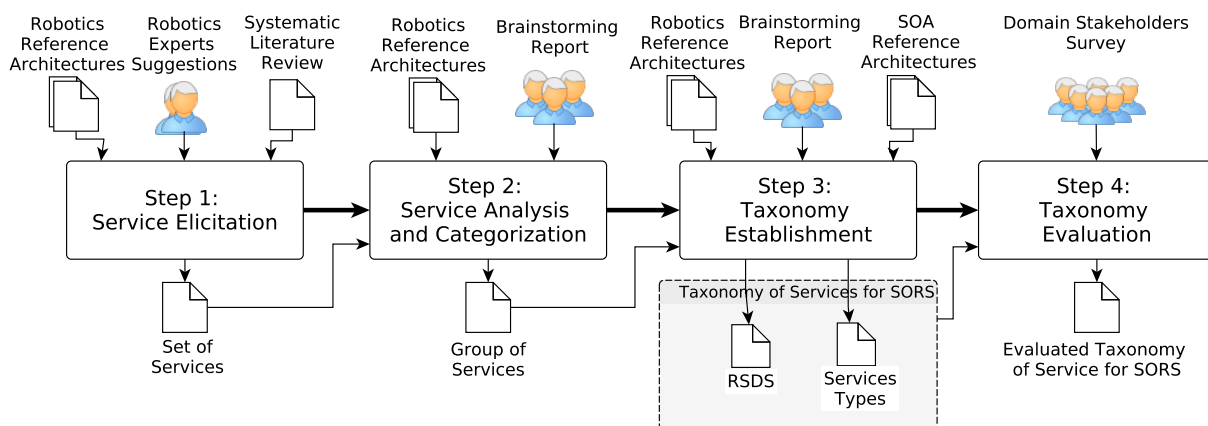 Robotics
Reference
Architectures
Robotics
Experts
Suggestions
Systematic
Literature
Review
Robotics
Reference
Architectures
Brainstorming
Report
Robotics
Reference
Architectures
Brainstorming
Report
SOA
Reference
Architectures
Domain Stakeholders
Survey
Step 1:
Service Elicitation
Step 2:
Service Analysis
and Categorization
Step 3:
Taxonomy
Establishment
Step 4:
Taxonomy
Evaluation
Set of
Services
Group of
Services
Taxonomy of Services for SORS
RSDS
Services
Types
Evaluated Taxonomy
of Service for SORS